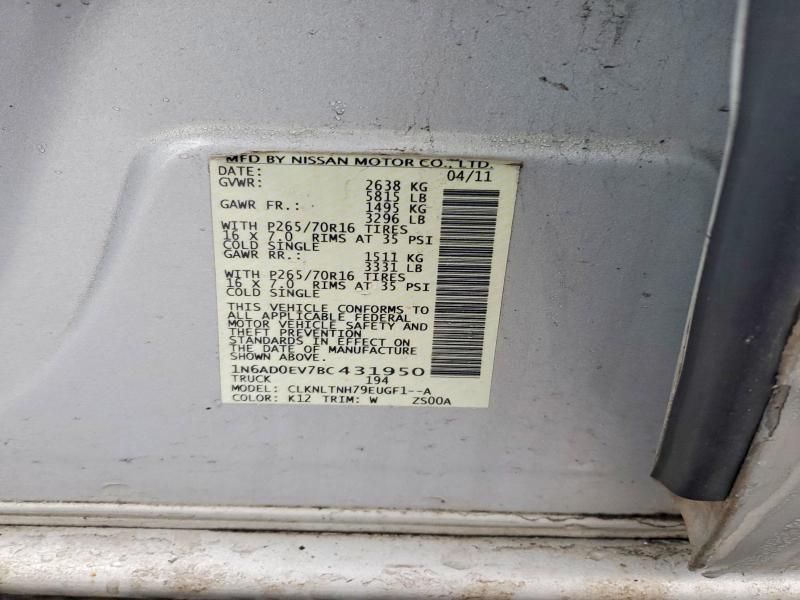 MFD BY NISSAN MOTOR CO., LTD.
DATE: 04/11
GVWR: 2638 KG
5815 LB
GAWR FR.: 1495 KG
3296 LB
WITH P265/70R16 TIRES
16 X 7.0 RIMS AT 35 PSI
COLD SINGLE
GAWR RR.: 1511 KG
3331 LB
WITH P265/70R16 TIRES
16 X 7.0 RIMS AT 35 PSI
COLD SINGLE
THIS VEHICLE CONFORMS TO
ALL APPLICABLE FEDERAL
MOTOR VEHICLE SAFETY AND
THEFT PREVENTION
STANDARDS IN EFFECT ON
THE DATE OF MANUFACTURE
SHOWN ABOVE.
1N6AD0EV7BC431950
TRUCK 194
MODEL: CLKNLTNH79EUGF1--A
COLOR: K12 TRIM: W ZS00A